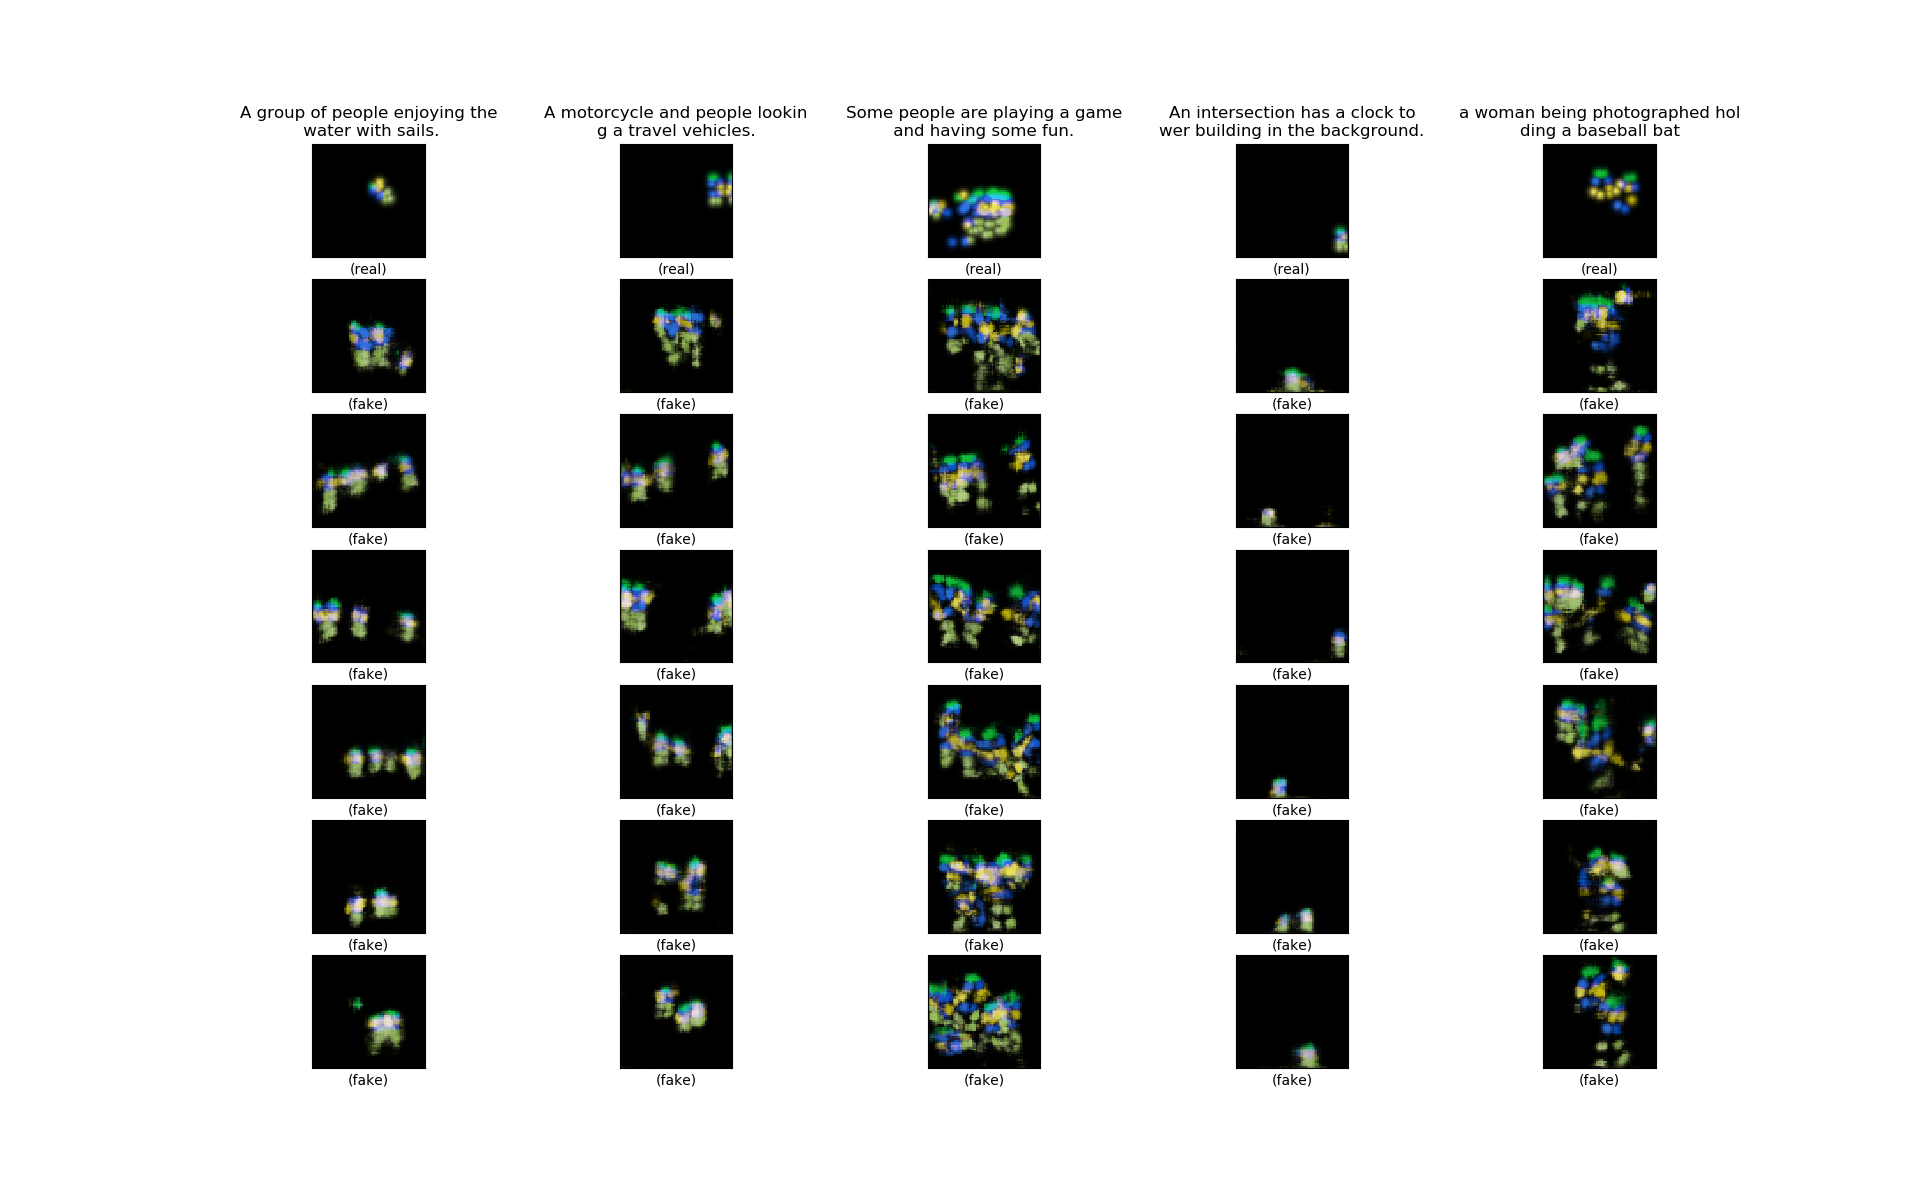 A group of people enjoying the
water with sails.
A motorcycle and people lookin
g a travel vehicles.
Some people are playing a game
and having some fun.
An intersection has a clock to
wer building in the background.
a woman being photographed hol
ding a baseball bat
(real) (real) (real) (real) (real)
(fake) (fake) (fake) (fake) (fake)
(fake) (fake) (fake) (fake) (fake)
(fake) (fake) (fake) (fake) (fake)
(fake) (fake) (fake) (fake) (fake)
(fake) (fake) (fake) (fake) (fake)
(fake) (fake) (fake) (fake) (fake)